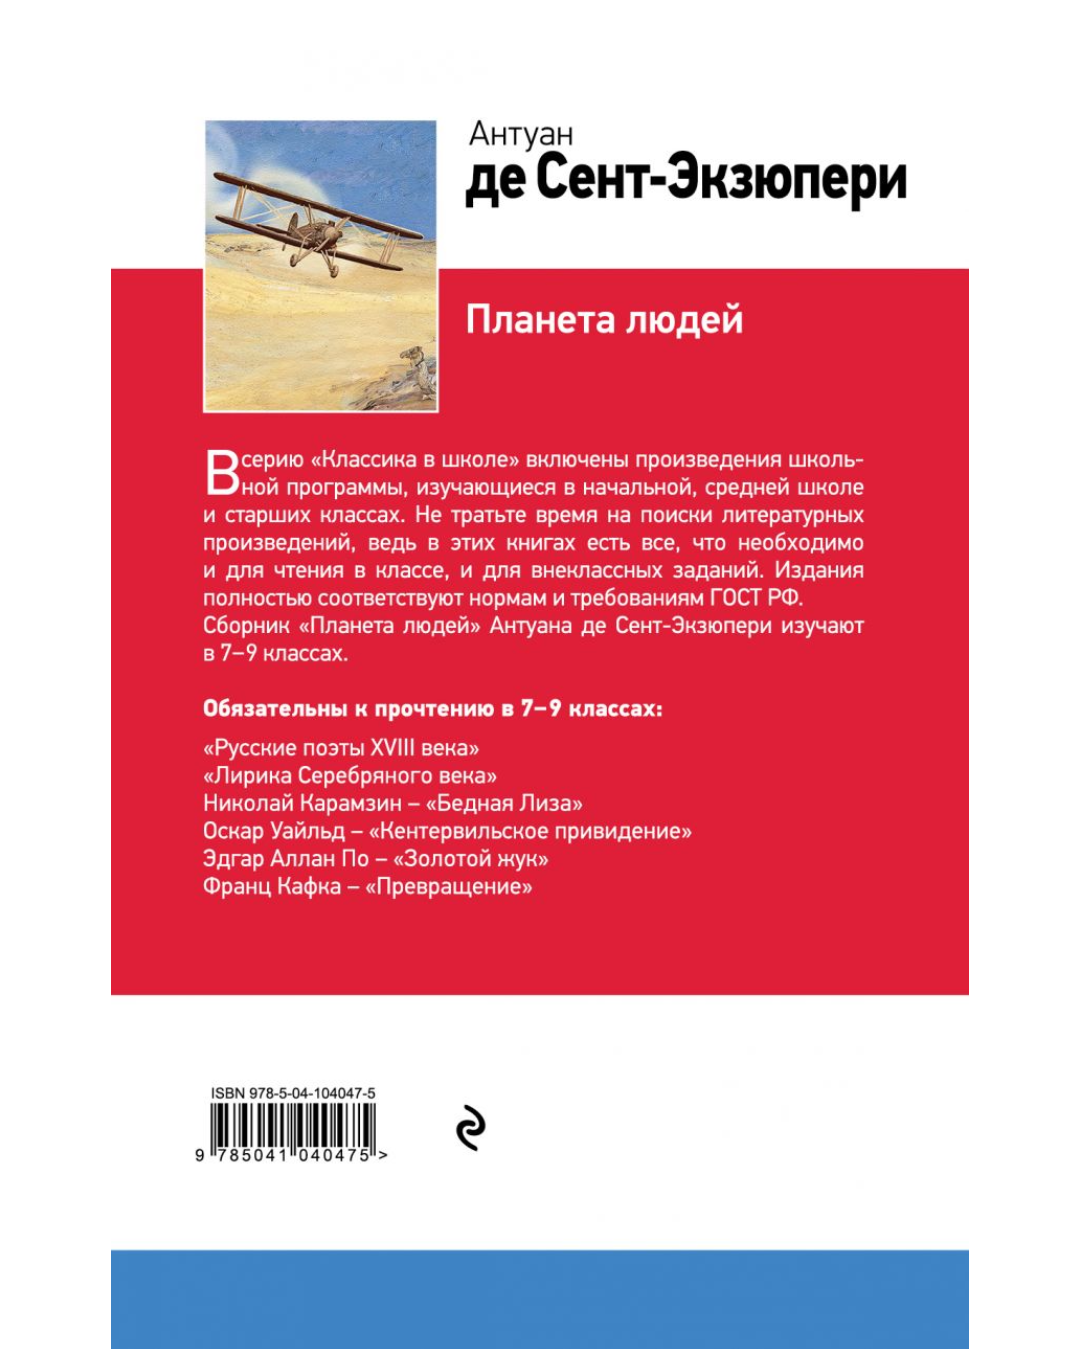 Антуан
де Сент-Экзюпери
Планета людей
В серию «Классика в школе» включены произведения школь-
ной программы, изучающиеся в начальной, средней школе
и старших классах. Не тратьте время на поиски литературных
произведений, ведь в этих книгах есть все, что необходимо
и для чтения в классе, и для внеклассных заданий. Издания
полностью соответствуют нормам и требованиям ГОСТ РФ.
Сборник «Планета людей» Антуана де Сент-Экзюпери изучают
в 7–9 классах.
Обязательны к прочтению в 7–9 классах:
«Русские поэты XVIII века»
«Лирика Серебряного века»
Николай Карамзин – «Бедная Лиза»
Оскар Уайльд – «Кентервильское привидение»
Эдгар Аллан По – «Золотой жук»
Франц Кафка – «Превращение»
ISBN 978-5-04-104047-5
9 785041 040475 >